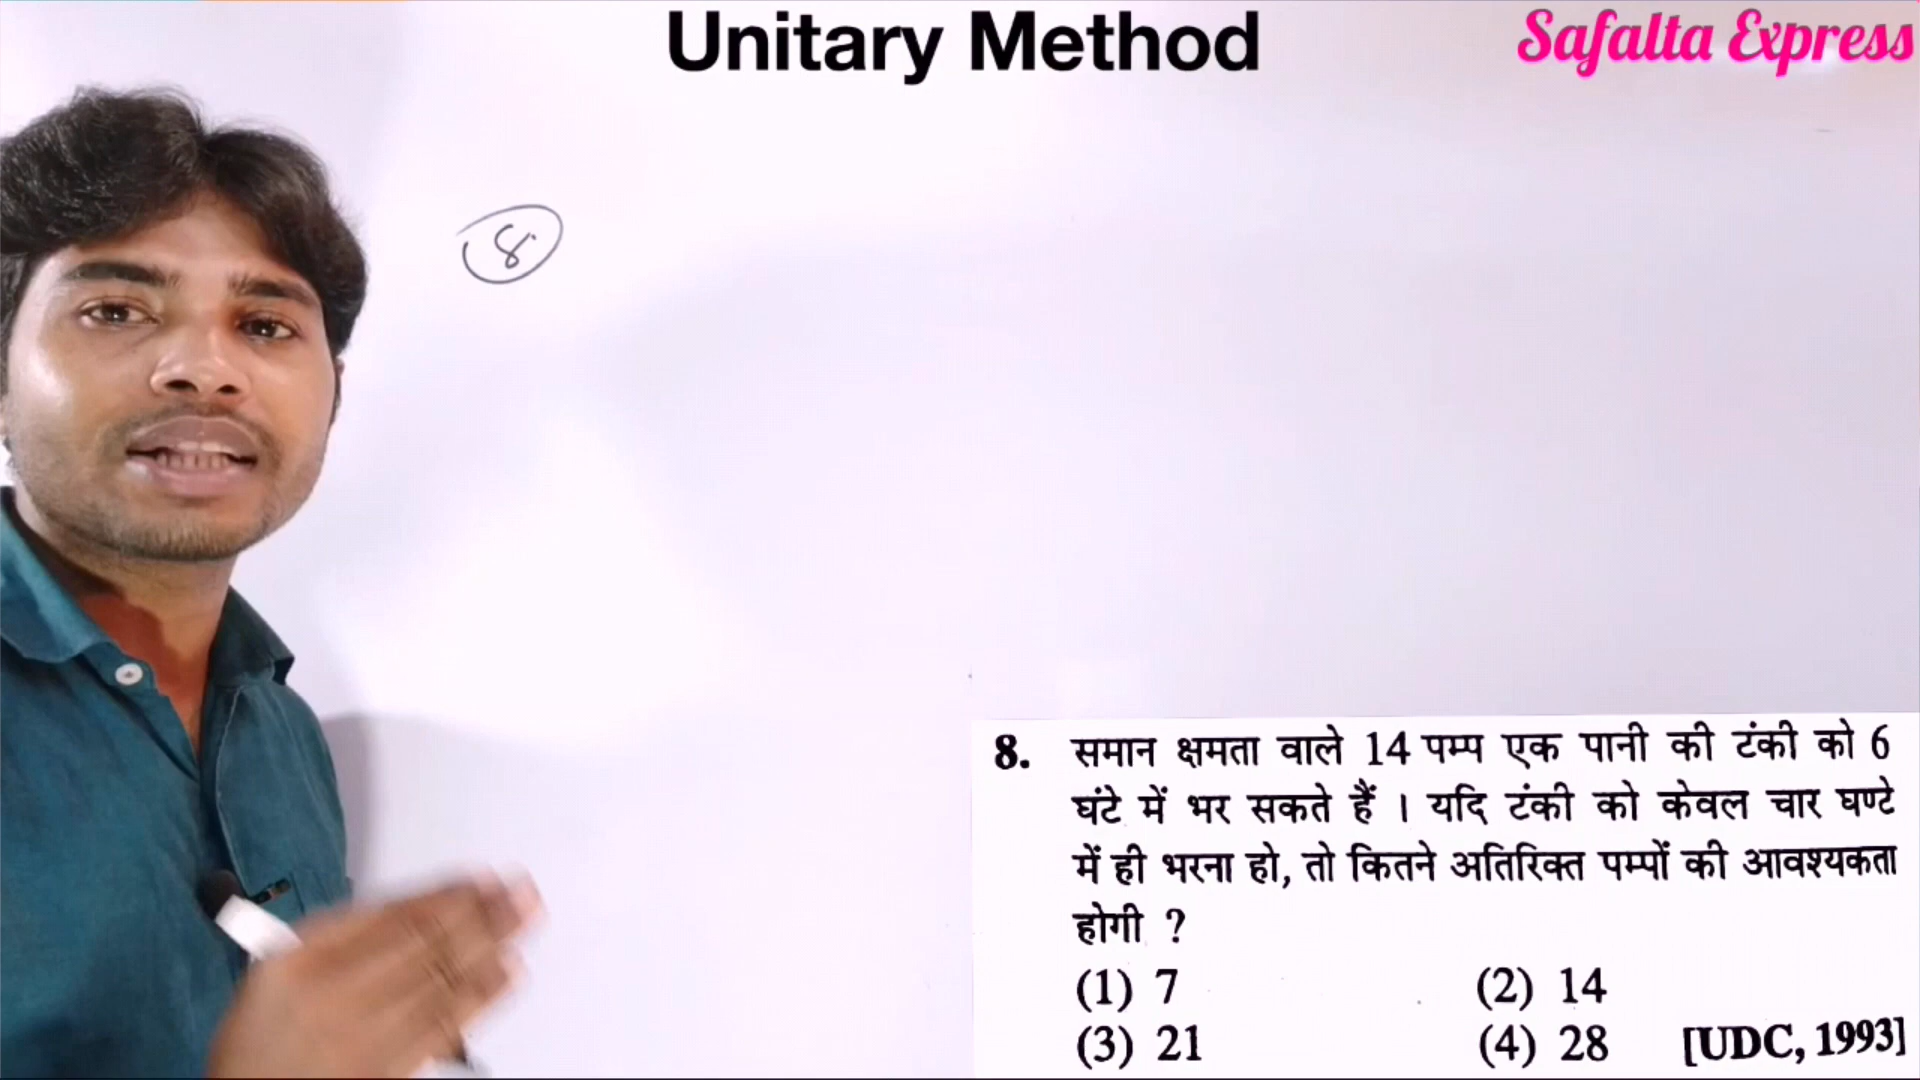 Unitary Method
Safalta Express
8
8. समान क्षमता वाले 14 पम्प एक पानी की टंकी को 6
घंटे में भर सकते हैं । यदि टंकी को केवल चार घण्टे
में ही भरना हो, तो कितने अतिरिक्त पम्पों की आवश्यकता
होगी ?
(1) 7 (2) 14
(3) 21 (4) 28 [UDC, 1993]